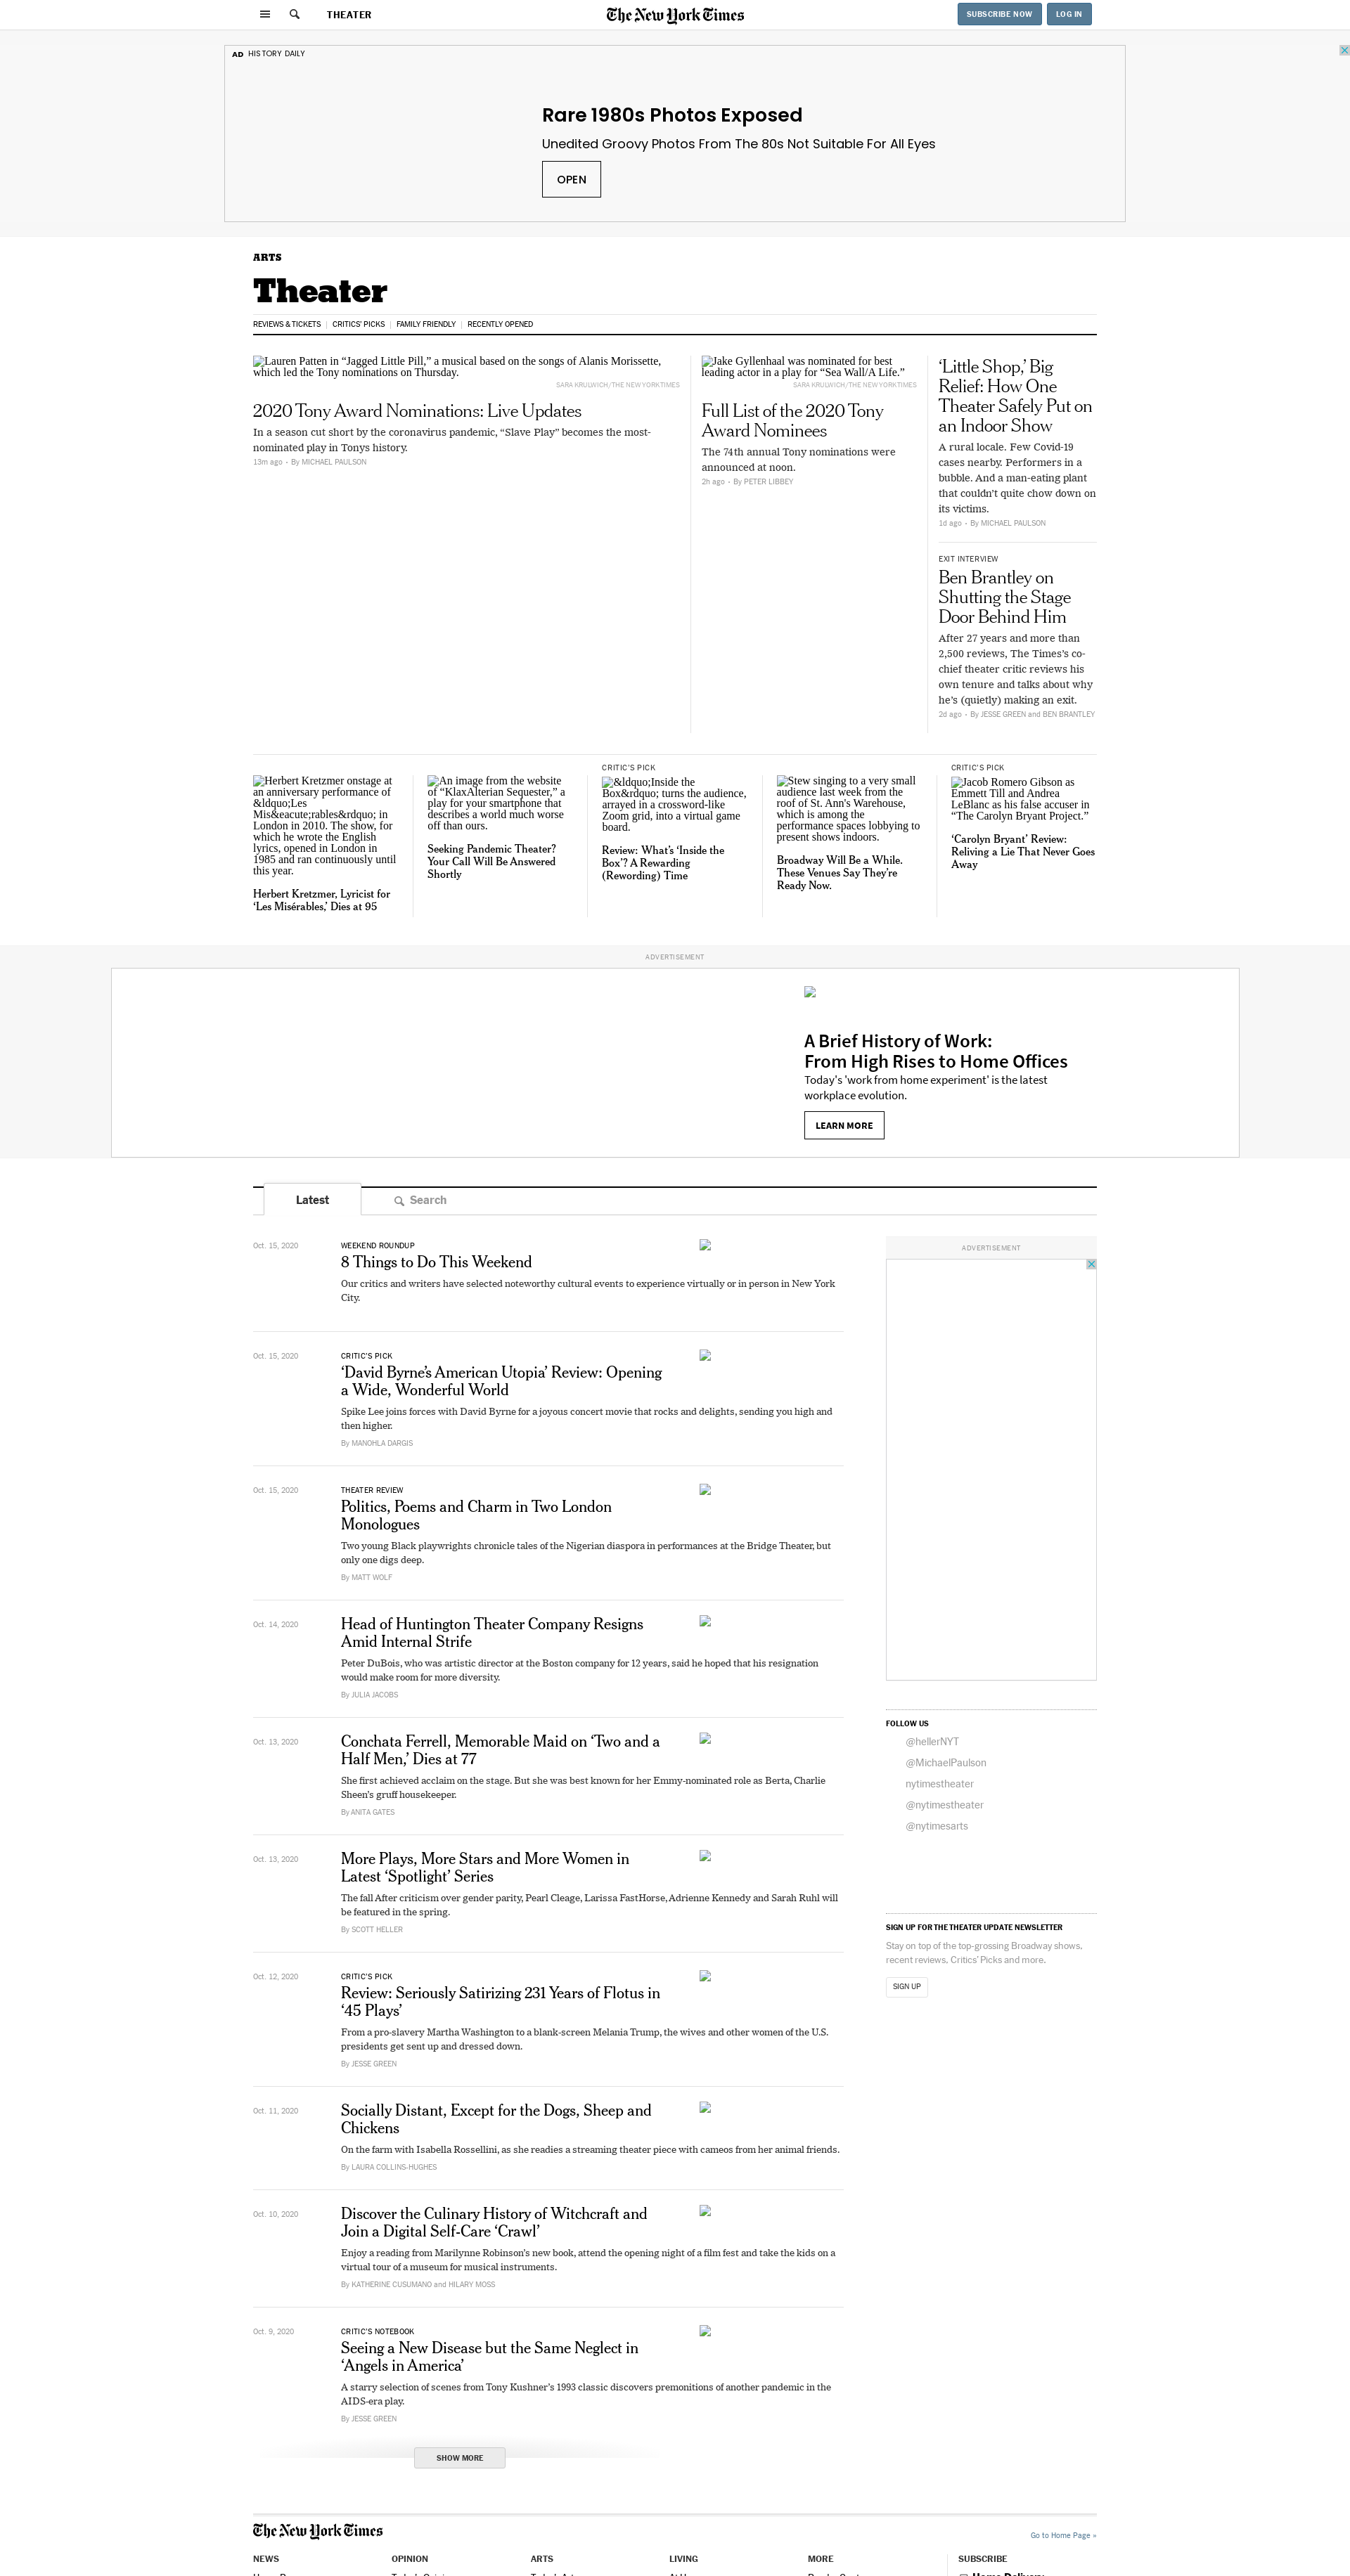 THEATER
The New York Times
SUBSCRIBE NOW
LOG IN
AD HISTORY DAILY
Rare 1980s Photos Exposed
Unedited Groovy Photos From The 80s Not Suitable For All Eyes
OPEN
ARTS
Theater
REVIEWS & TICKETS | CRITICS' PICKS | FAMILY FRIENDLY | RECENTLY OPENED
Lauren Patten in “Jagged Little Pill,” a musical based on the songs of Alanis Morissette,
which led the Tony nominations on Thursday.
SARA KRULWICH/THE NEW YORK TIMES
2020 Tony Award Nominations: Live Updates
In a season cut short by the coronavirus pandemic, “Slave Play” becomes the most-
nominated play in Tonys history.
13m ago • By MICHAEL PAULSON
Jake Gyllenhaal was nominated for best
leading actor in a play for “Sea Wall/A Life.”
SARA KRULWICH/THE NEW YORK TIMES
Full List of the 2020 Tony
Award Nominees
The 74th annual Tony nominations were
announced at noon.
2h ago • By PETER LIBBEY
‘Little Shop,’ Big
Relief: How One
Theater Safely Put on
an Indoor Show
A rural locale. Few Covid-19
cases nearby. Performers in a
bubble. And a man-eating plant
that couldn’t quite chow down on
its victims.
1d ago • By MICHAEL PAULSON
EXIT INTERVIEW
Ben Brantley on
Shutting the Stage
Door Behind Him
After 27 years and more than
2,500 reviews, The Times’s co-
chief theater critic reviews his
own tenure and talks about why
he’s (quietly) making an exit.
2d ago • By JESSE GREEN and BEN BRANTLEY
Herbert Kretzmer onstage at
an anniversary performance of
&ldquo;Les
Mis&eacute;rables&rdquo; in
London in 2010. The show, for
which he wrote the English
lyrics, opened in London in
1985 and ran continuously until
this year.
Herbert Kretzmer, Lyricist for
‘Les Misérables,’ Dies at 95
An image from the website
of “KlaxAlterian Sequester,” a
play for your smartphone that
describes a world much worse
off than ours.
Seeking Pandemic Theater?
Your Call Will Be Answered
Shortly
CRITIC’S PICK
&ldquo;Inside the
Box&rdquo; turns the audience,
arrayed in a crossword-like
Zoom grid, into a virtual game
board.
Review: What’s ‘Inside the
Box’? A Rewarding
(Rewording) Time
Stew singing to a very small
audience last week from the
roof of St. Ann's Warehouse,
which is among the
performance spaces lobbying to
present shows indoors.
Broadway Will Be a While.
These Venues Say They’re
Ready Now.
CRITIC’S PICK
Jacob Romero Gibson as
Emmett Till and Andrea
LeBlanc as his false accuser in
“The Carolyn Bryant Project.”
‘Carolyn Bryant’ Review:
Reliving a Lie That Never Goes
Away
ADVERTISEMENT
A Brief History of Work:
From High Rises to Home Offices
Today's 'work from home experiment' is the latest
workplace evolution.
LEARN MORE
Latest
Search
Oct. 15, 2020
WEEKEND ROUNDUP
8 Things to Do This Weekend
Our critics and writers have selected noteworthy cultural events to experience virtually or in person in New York
City.
Oct. 15, 2020
CRITIC’S PICK
‘David Byrne’s American Utopia’ Review: Opening
a Wide, Wonderful World
Spike Lee joins forces with David Byrne for a joyous concert movie that rocks and delights, sending you high and
then higher.
By MANOHLA DARGIS
Oct. 15, 2020
THEATER REVIEW
Politics, Poems and Charm in Two London
Monologues
Two young Black playwrights chronicle tales of the Nigerian diaspora in performances at the Bridge Theater, but
only one digs deep.
By MATT WOLF
Oct. 14, 2020
Head of Huntington Theater Company Resigns
Amid Internal Strife
Peter DuBois, who was artistic director at the Boston company for 12 years, said he hoped that his resignation
would make room for more diversity.
By JULIA JACOBS
Oct. 13, 2020
Conchata Ferrell, Memorable Maid on ‘Two and a
Half Men,’ Dies at 77
She first achieved acclaim on the stage. But she was best known for her Emmy-nominated role as Berta, Charlie
Sheen’s gruff housekeeper.
By ANITA GATES
Oct. 13, 2020
More Plays, More Stars and More Women in
Latest ‘Spotlight’ Series
The fall After criticism over gender parity, Pearl Cleage, Larissa FastHorse, Adrienne Kennedy and Sarah Ruhl will
be featured in the spring.
By SCOTT HELLER
Oct. 12, 2020
CRITIC’S PICK
Review: Seriously Satirizing 231 Years of Flotus in
‘45 Plays’
From a pro-slavery Martha Washington to a blank-screen Melania Trump, the wives and other women of the U.S.
presidents get sent up and dressed down.
By JESSE GREEN
Oct. 11, 2020
Socially Distant, Except for the Dogs, Sheep and
Chickens
On the farm with Isabella Rossellini, as she readies a streaming theater piece with cameos from her animal friends.
By LAURA COLLINS-HUGHES
Oct. 10, 2020
Discover the Culinary History of Witchcraft and
Join a Digital Self-Care ‘Crawl’
Enjoy a reading from Marilynne Robinson’s new book, attend the opening night of a film fest and take the kids on a
virtual tour of a museum for musical instruments.
By KATHERINE CUSUMANO and HILARY MOSS
Oct. 9, 2020
CRITIC’S NOTEBOOK
Seeing a New Disease but the Same Neglect in
‘Angels in America’
A starry selection of scenes from Tony Kushner’s 1993 classic discovers premonitions of another pandemic in the
AIDS-era play.
By JESSE GREEN
SHOW MORE
ADVERTISEMENT
FOLLOW US
@hellerNYT
@MichaelPaulson
nytimestheater
@nytimestheater
@nytimesarts
SIGN UP FOR THE THEATER UPDATE NEWSLETTER
Stay on top of the top-grossing Broadway shows,
recent reviews, Critics’ Picks and more.
SIGN UP
The New York Times
Go to Home Page »
NEWS
OPINION
ARTS
LIVING
MORE
SUBSCRIBE